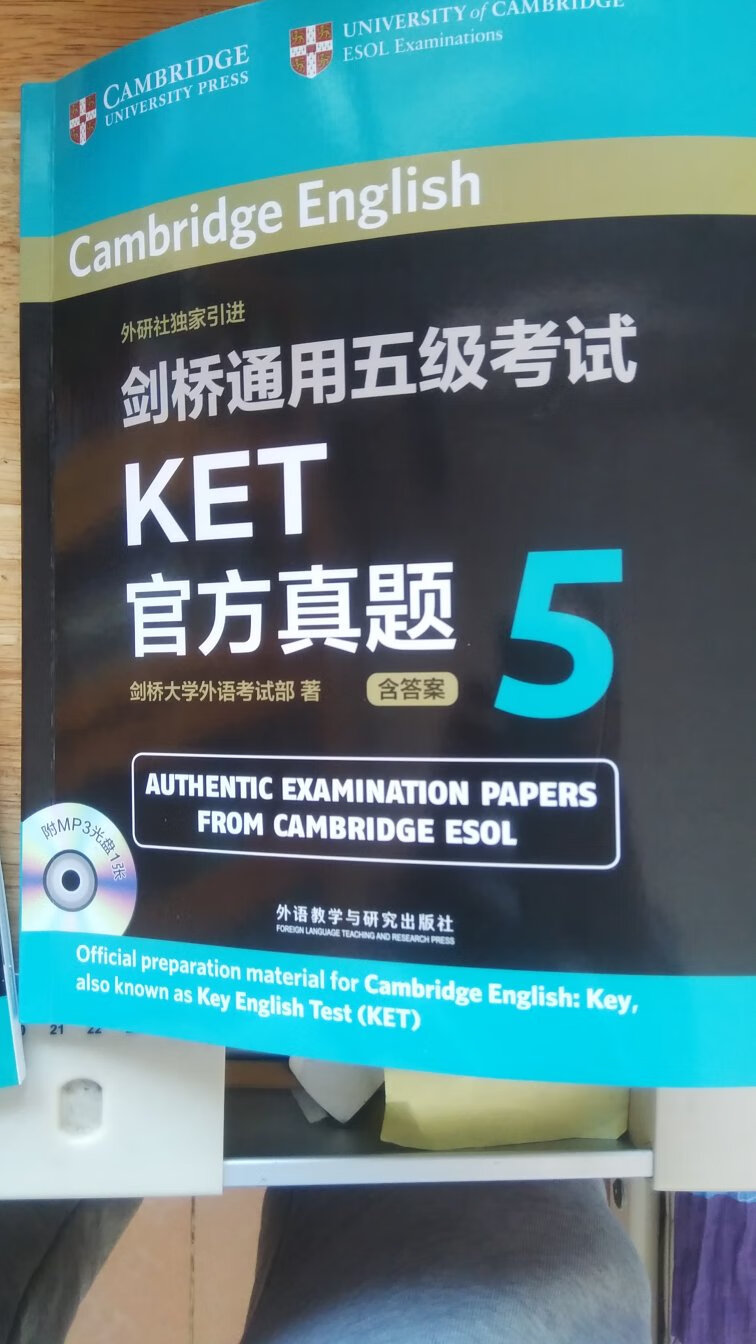 CAMBRIDGE
UNIVERSITY PRESS
UNIVERSITY of CAMBRIDGE
ESOL Examinations
Cambridge English
外研社独家引进
剑桥通用五级考试
KET
官方真题
5
剑桥大学外语考试部 著
含答案
AUTHENTIC EXAMINATION PAPERS
FROM CAMBRIDGE ESOL
附MP3光盘1张
外语教学与研究出版社
FOREIGN LANGUAGE TEACHING AND RESEARCH PRESS
Official preparation material for Cambridge English: Key,
also known as Key English Test (KET)
21 22